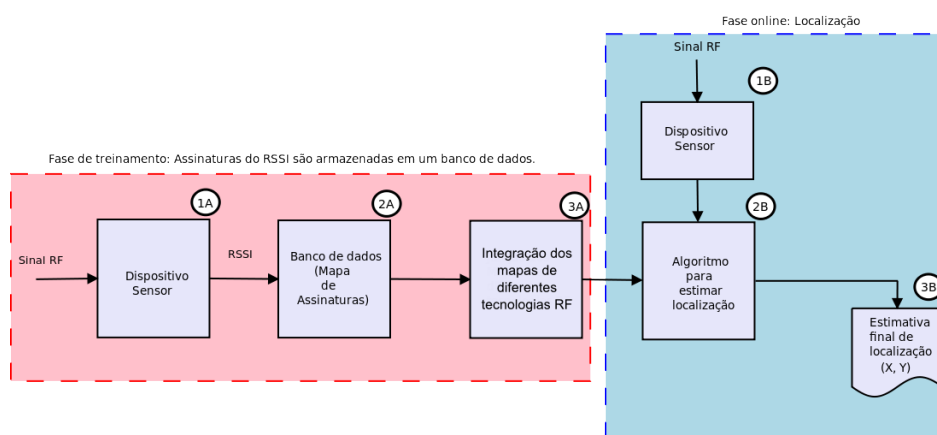 Fase online: Localização
Sinal RF
1B
Dispositivo
Sensor
Fase de treinamento: Assinaturas do RSSI são armazenadas em um banco de dados.
1A
2A
3A
2B
Sinal RF
Dispositivo
Sensor
RSSI
Banco de dados
(Mapa
de
Assinaturas)
Integração dos
mapas de
diferentes
tecnologias RF
Algoritmo
para
estimar
localização
3B
Estimativa
final de
localização
(X, Y)